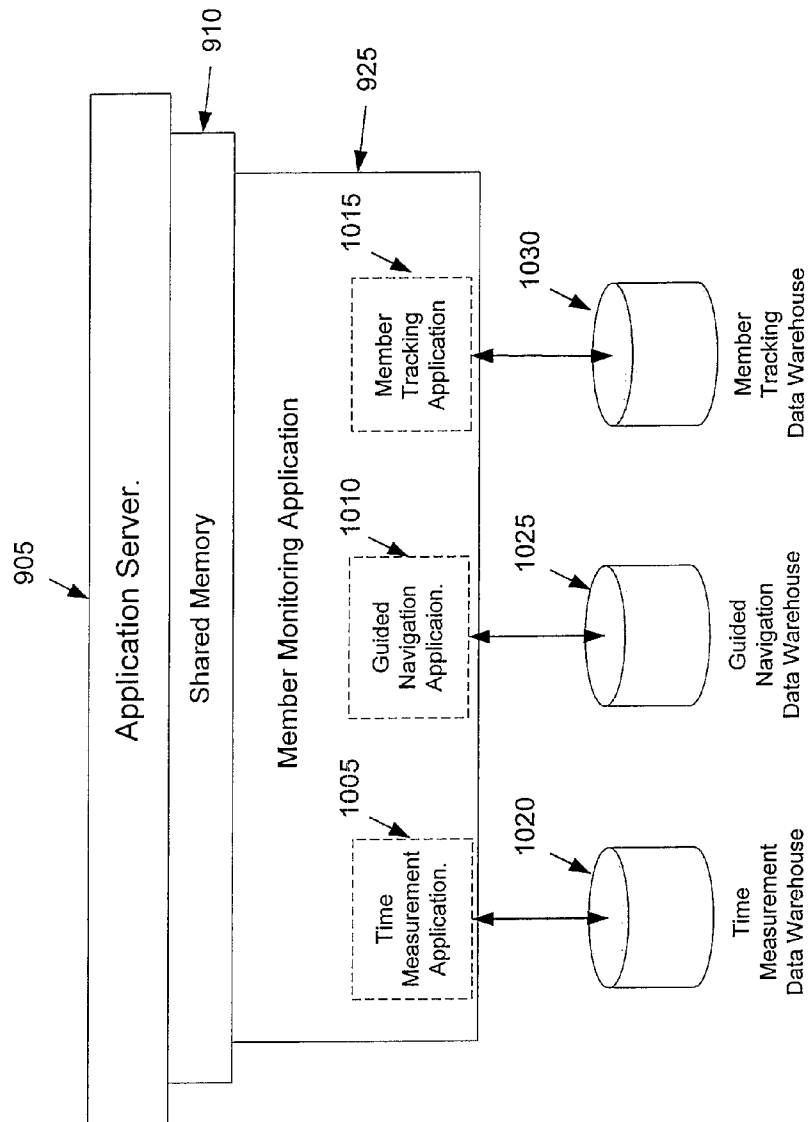 905
Application Server.
910
Shared Memory
925
Member Monitoring Application
1005
Time
Measurement
Application.
1010
Guided
Navigation
Applicaion.
1015
Member
Tracking
Application
1020
Time
Measurement
Data Warehouse
1025
Guided
Navigation
Data Warehouse
1030
Member
Tracking
Data Warehouse